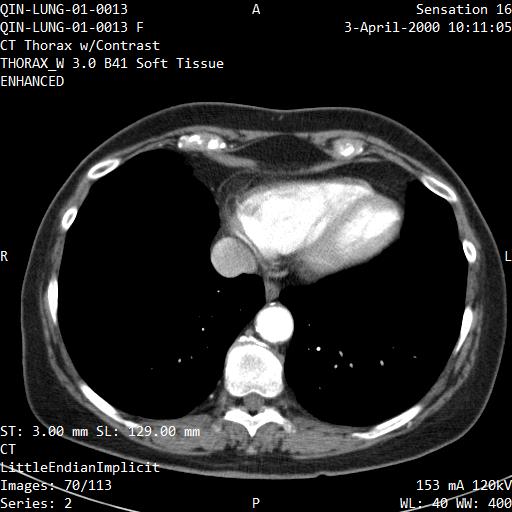 QIN-LUNG-01-0013
A
Sensation 16
QIN-LUNG-01-0013 F
3-April-2000 10:11:05
CT Thorax w/Contrast
THORAX_W 3.0 B41 Soft Tissue
ENHANCED
R
L
ST: 3.00 mm SL: 129.00 mm
CT
LittleEndianImplicit
Images: 70/113
153 mA 120kV
Series: 2
P
WL: 40 WW: 400